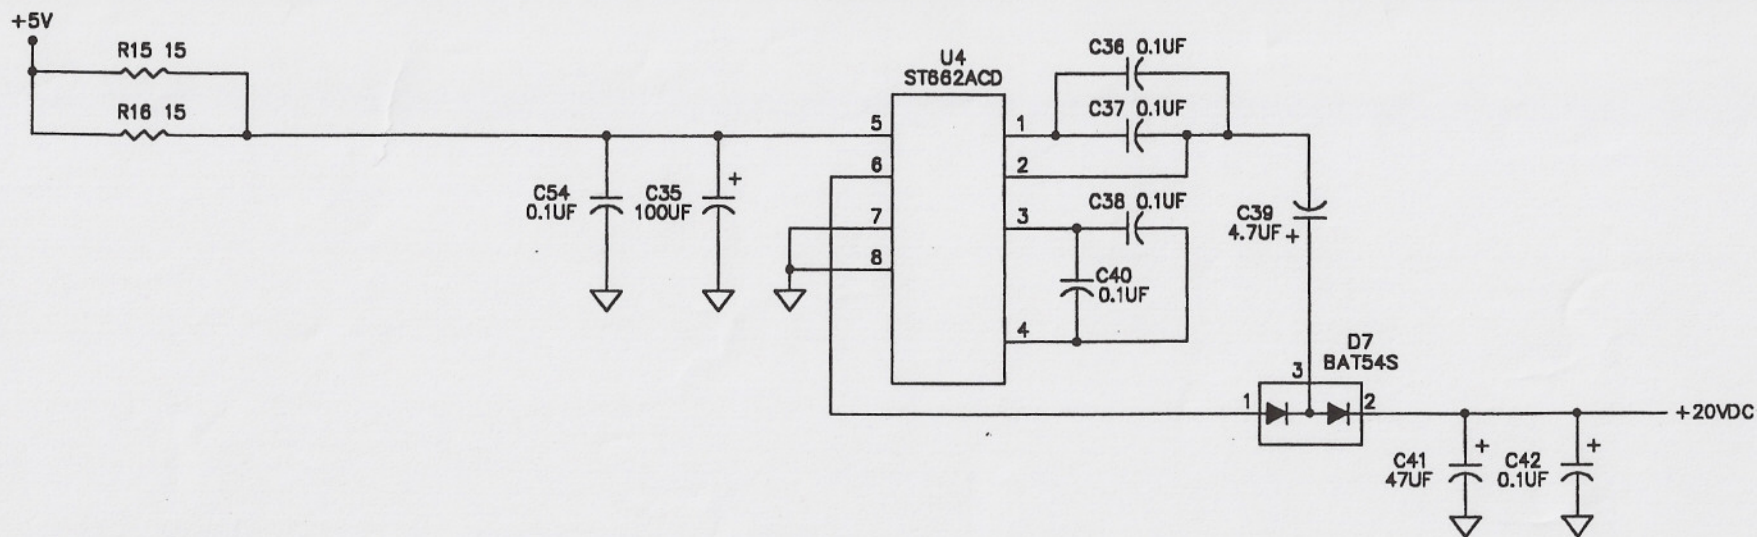 +5V
R15 15
R16 15
C54
0.1UF
C35
100UF
+
U4
ST662ACD
5
6
7
8
1
2
3
4
C36 0.1UF
C37 0.1UF
C38 0.1UF
C40
0.1UF
C39
4.7UF
+
D7
BAT54S
3
1
2
+20VDC
C41
47UF
+
C42
0.1UF
+